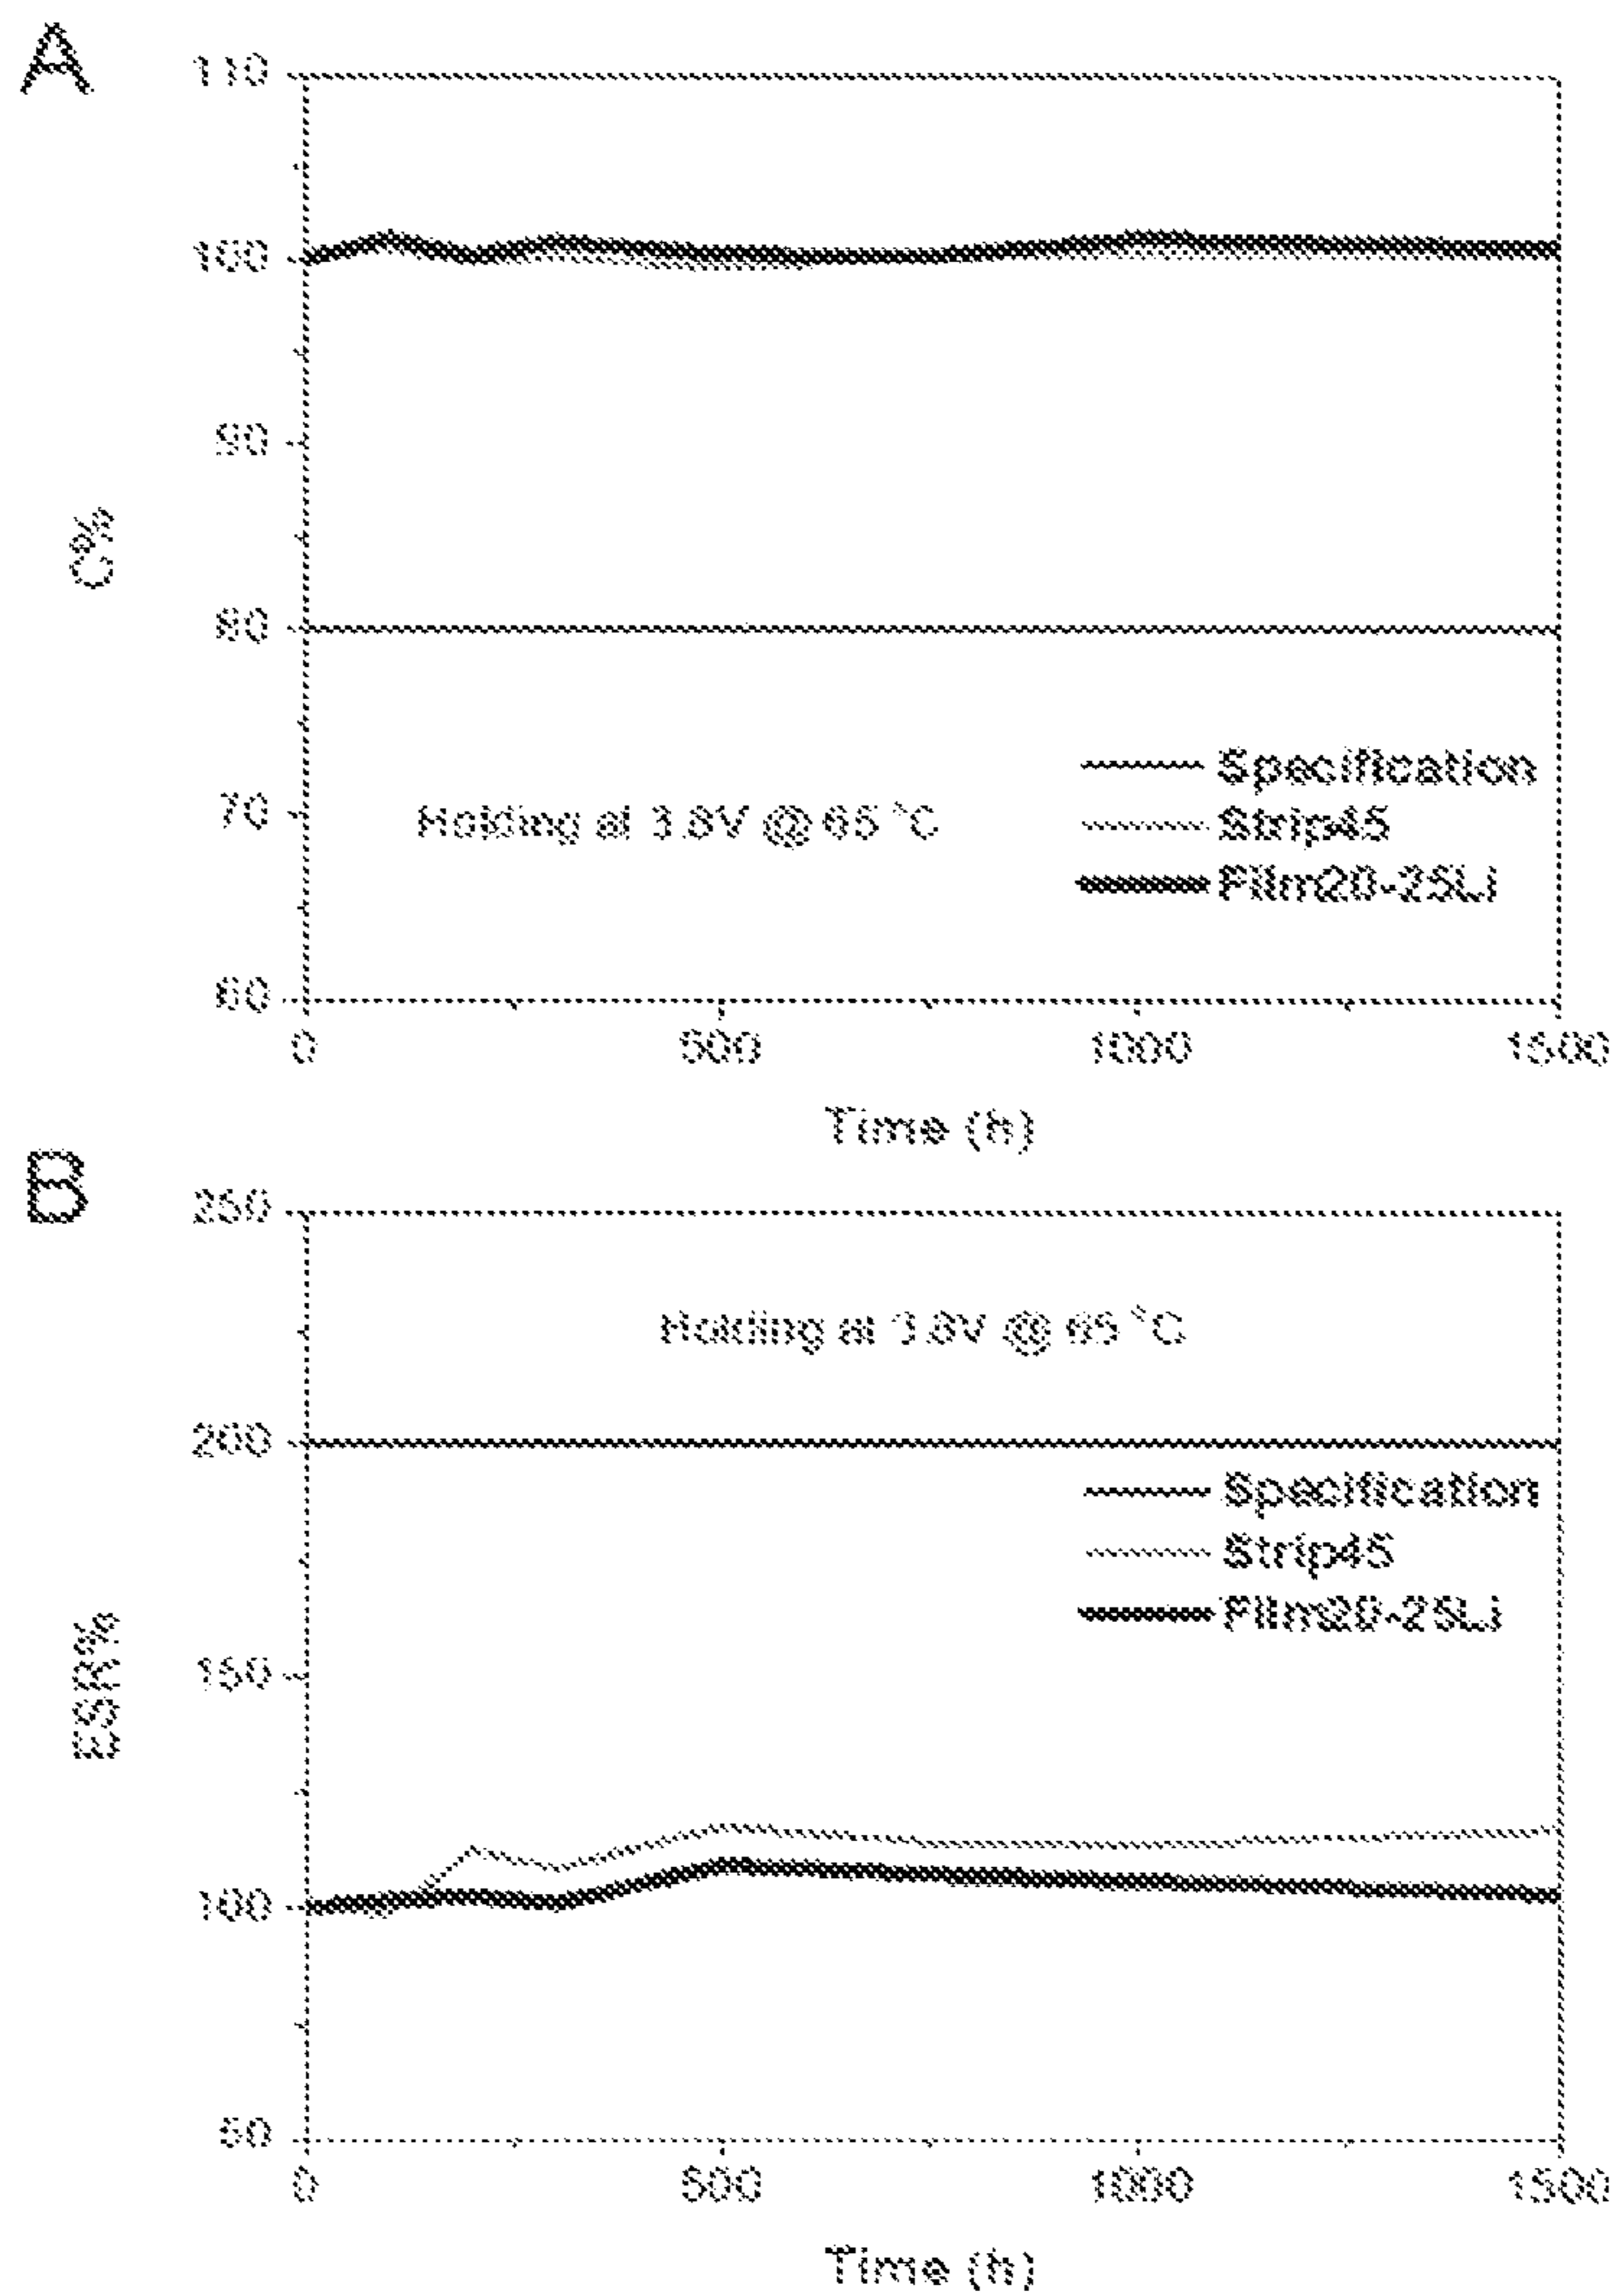 A
110
100
90
80
70
60
C%
Specification
Strip45
Film20-25Li
Holding at 3.8V @ 65 °C
0 500 1000 1500
Time (h)
B
250
200
150
100
50
ESR%
Holding at 3.8V @ 65 °C
Specification
Strip45
Film20-25Li
0 500 1000 1500
Time (h)